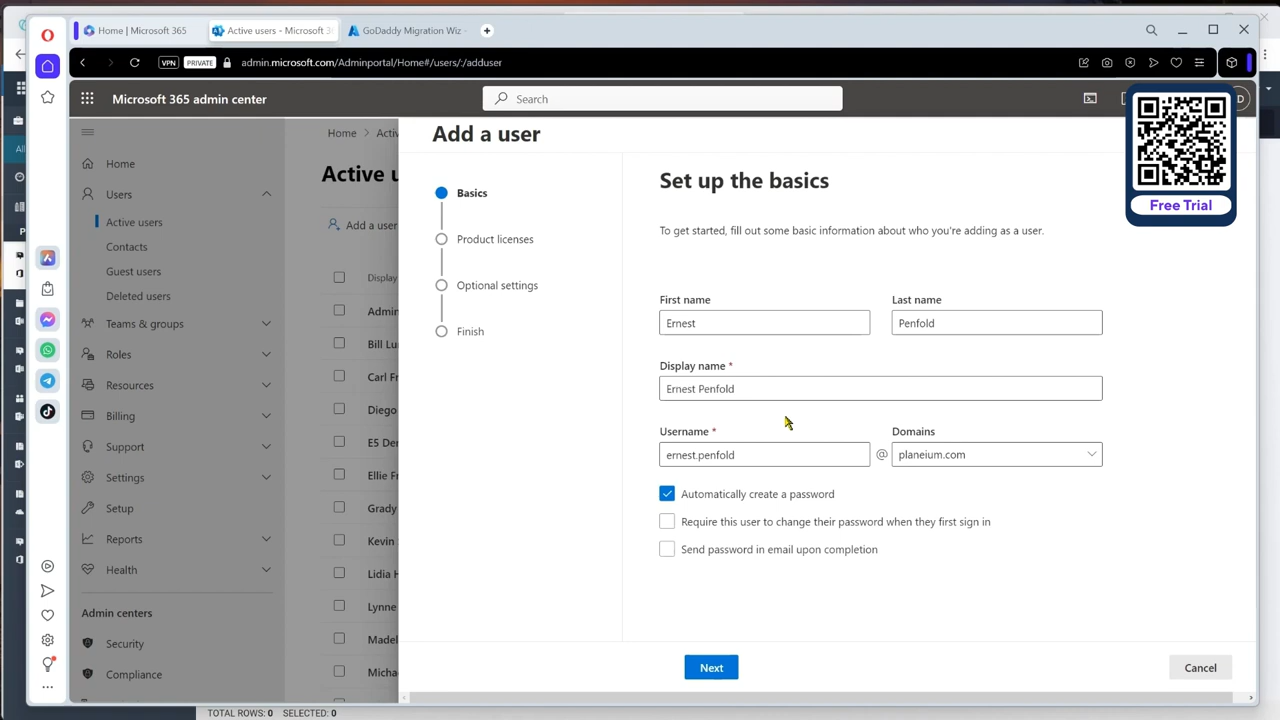 Home | Microsoft 365
Active users - Microsoft 3
GoDaddy Migration Wiz
VPN
PRIVATE
admin.microsoft.com/Adminportal/Home#/users/:/adduser
Microsoft 365 admin center
Search
D
Free Trial
Home
Users
Active users
Contacts
Guest users
Deleted users
Teams & groups
Roles
Resources
Billing
Support
Settings
Setup
Reports
Health
Admin centers
Security
Compliance
Home > Activ
Active u
Add a user
Display
Admin
Bill Lu
Carl Fr
Diego
E5 De
Ellie Fr
Grady
Kevin
Lidia H
Lynne
Madel
Micha
Add a user
Basics
Product licenses
Optional settings
Finish
Set up the basics
To get started, fill out some basic information about who you're adding as a user.
First name
Last name
Ernest
Penfold
Display name *
Ernest Penfold
Username *
Domains
ernest.penfold
@
planeium.com
Automatically create a password
Require this user to change their password when they first sign in
Send password in email upon completion
Next
Cancel
All
P
TOTAL ROWS: 0 SELECTED: 0